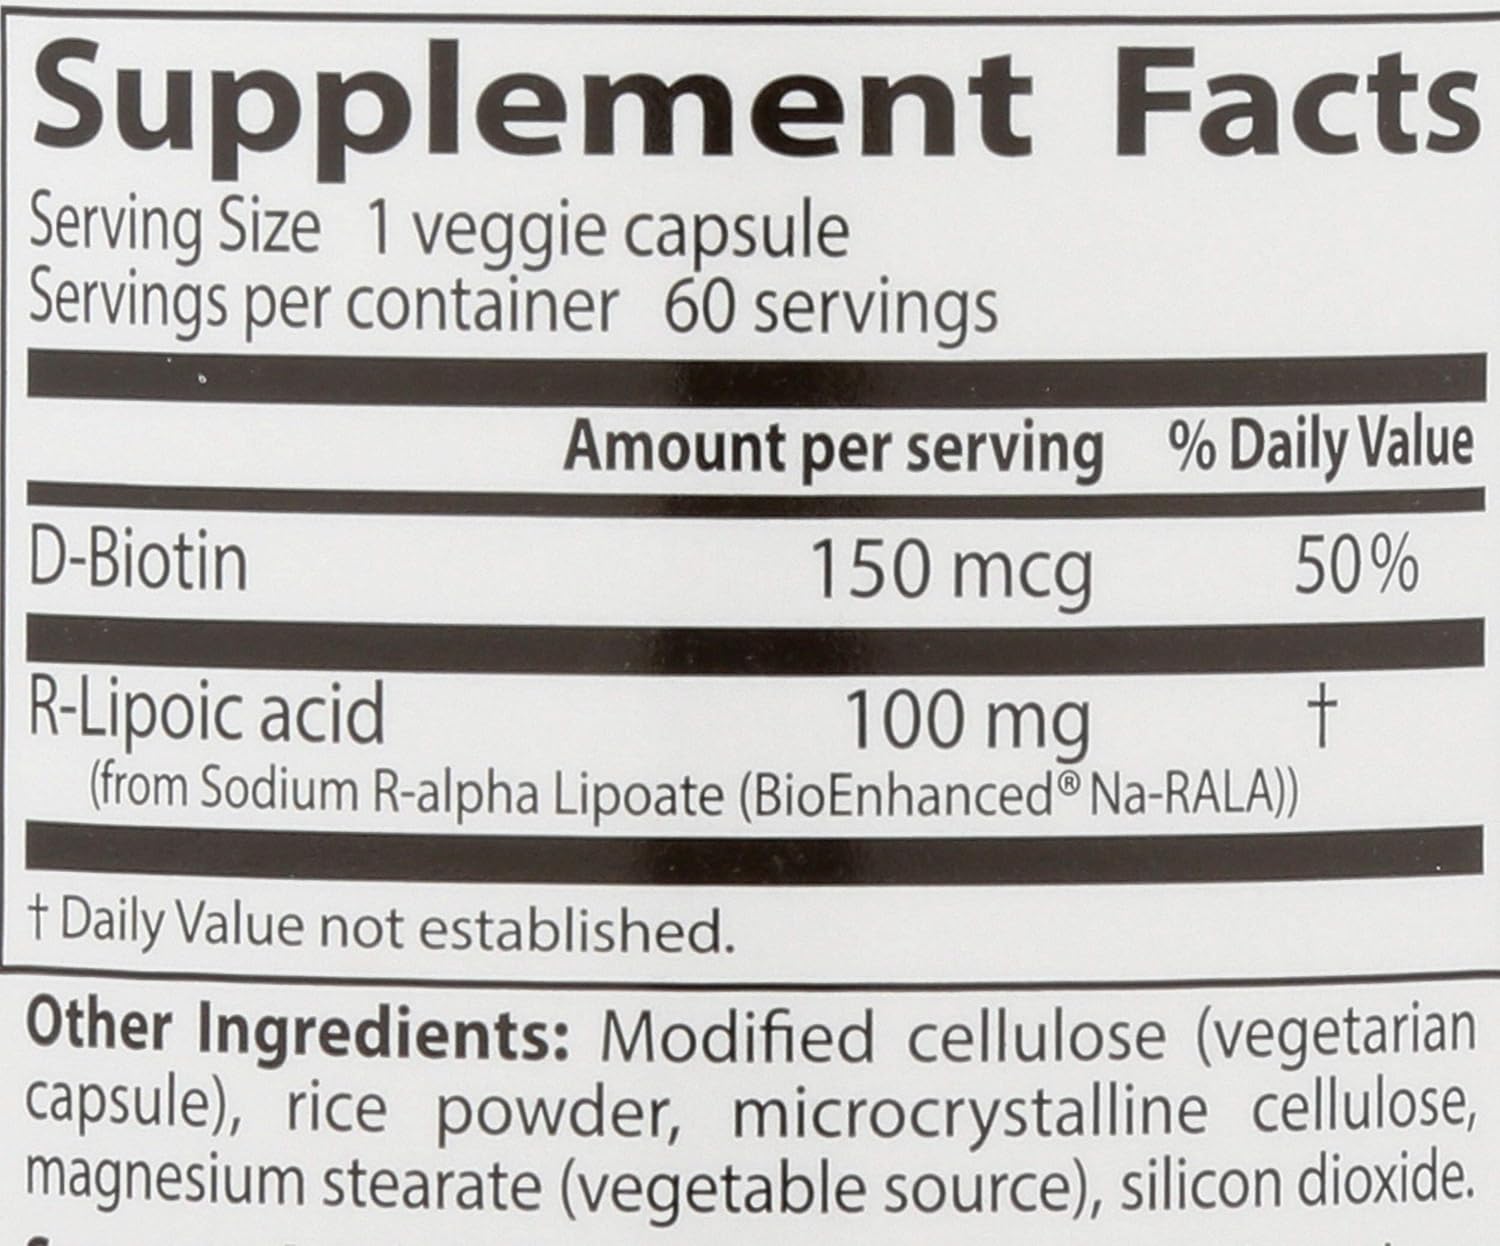 Supplement Facts
Serving Size 1 veggie capsule
Servings per container 60 servings
Amount per serving % Daily Value
D-Biotin 150 mcg 50%
R-Lipoic acid 100 mg †
(from Sodium R-alpha Lipoate (BioEnhanced® Na-RALA))
† Daily Value not established.
Other Ingredients: Modified cellulose (vegetarian
capsule), rice powder, microcrystalline cellulose,
magnesium stearate (vegetable source), silicon dioxide.